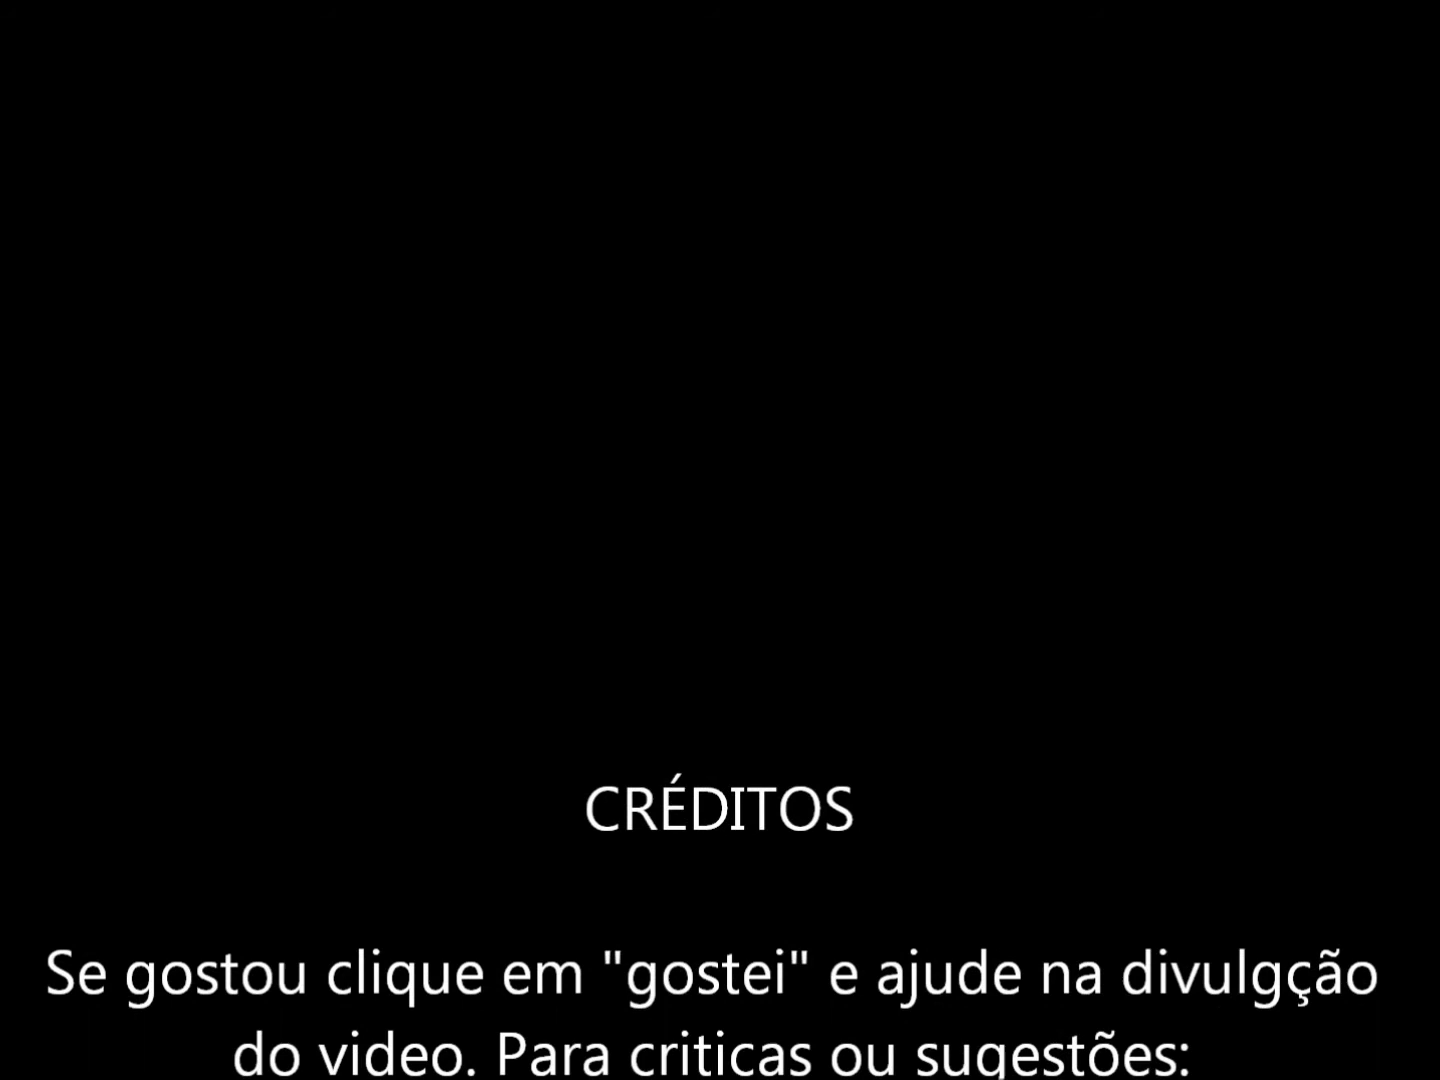 CRÉDITOS
Se gostou clique em "gostei" e ajude na divulgção
do video. Para criticas ou sugestões: